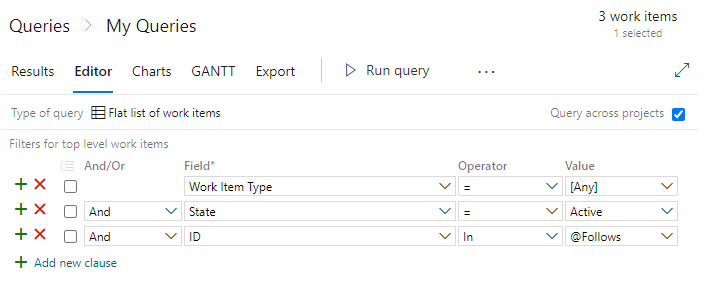 Queries > My Queries
3 work items
1 selected
Results Editor Charts GANTT Export Run query ...
Type of query Flat list of work items Query across projects
Filters for top level work items
And/Or Field* Operator Value
Work Item Type = [Any]
And State = Active
And ID In @Follows
Add new clause